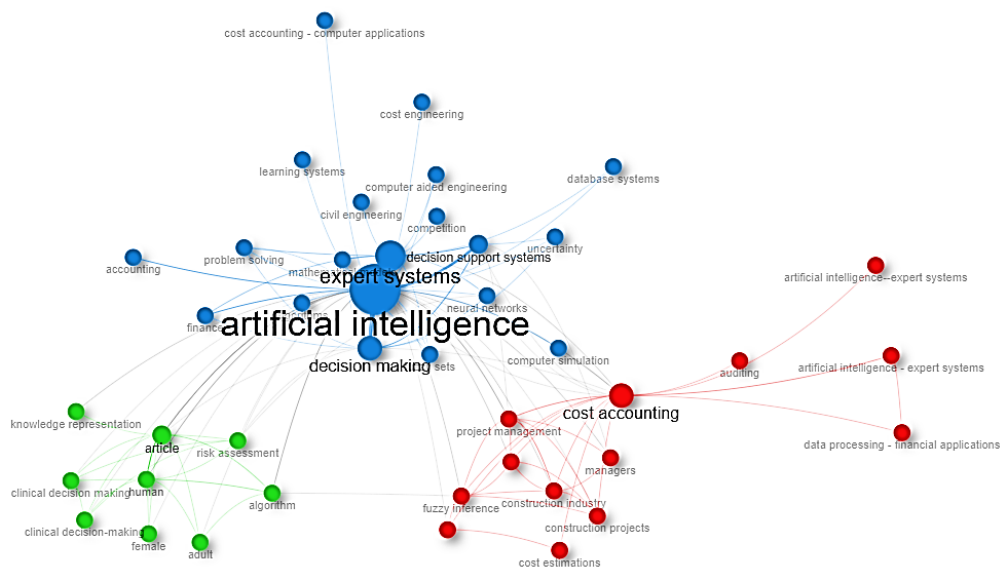 cost accounting - computer applications
cost engineering
learning systems
computer aided engineering
database systems
civil engineering
competition
problem solving
decision support systems
uncertainty
accounting
expert systems
artificial intelligence--expert systems
neural networks
finance
artificial intelligence
decision making
sets
computer simulation
auditing
artificial intelligence - expert systems
cost accounting
knowledge representation
project management
article
risk assessment
data processing - financial applications
managers
clinical decision making
human
algorithm
fuzzy inference
construction industry
clinical decision-making
female
adult
construction projects
cost estimations